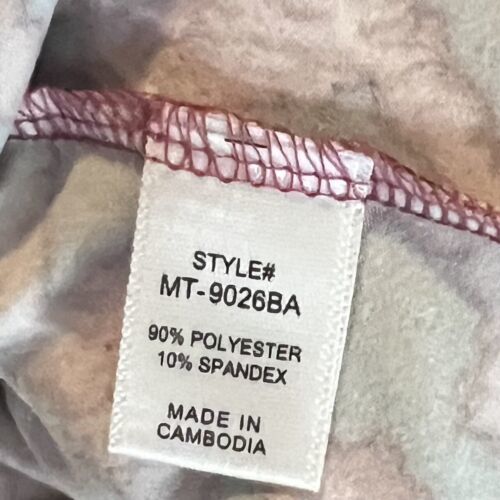 STYLE#
MT-9026BA
90% POLYESTER
10% SPANDEX
MADE IN
CAMBODIA